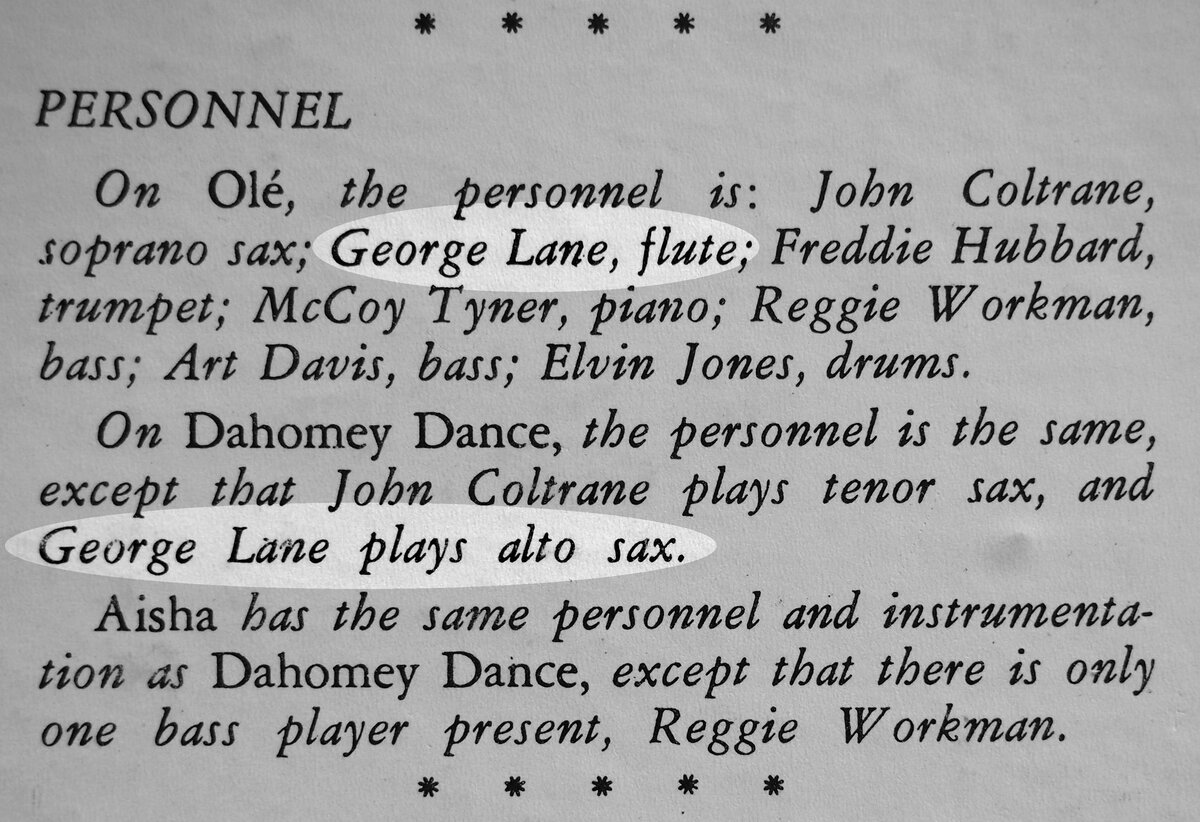 * * * * *
PERSONNEL
On Olé, the personnel is: John Coltrane,
soprano sax; George Lane, flute; Freddie Hubbard,
trumpet; McCoy Tyner, piano; Reggie Workman,
bass; Art Davis, bass; Elvin Jones, drums.
On Dahomey Dance, the personnel is the same,
except that John Coltrane plays tenor sax, and
George Lane plays alto sax.
Aisha has the same personnel and instrumenta-
tion as Dahomey Dance, except that there is only
one bass player present, Reggie Workman.
* * * * *